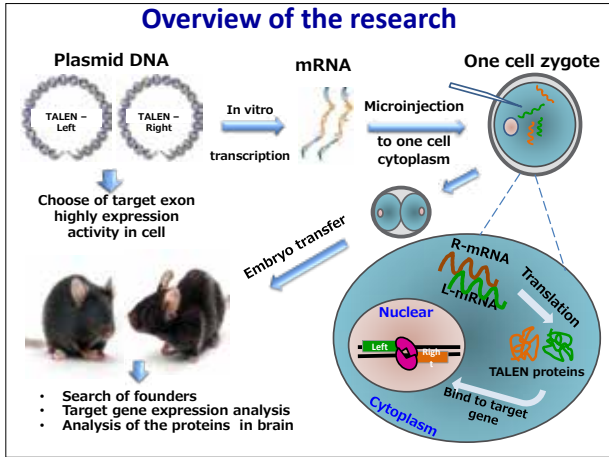 Overview of the research
Plasmid DNA
TALEN –
Left
TALEN –
Right
In vitro
transcription
mRNA
Microinjection
to one cell
cytoplasm
One cell zygote
Choose of target exon
highly expression
activity in cell
Embryo transfer
R-mRNA
L-mRNA
Translation
TALEN proteins
Bind to target
gene
Nuclear
Left
Righ
t
Cytoplasm
• Search of founders
• Target gene expression analysis
• Analysis of the proteins in brain